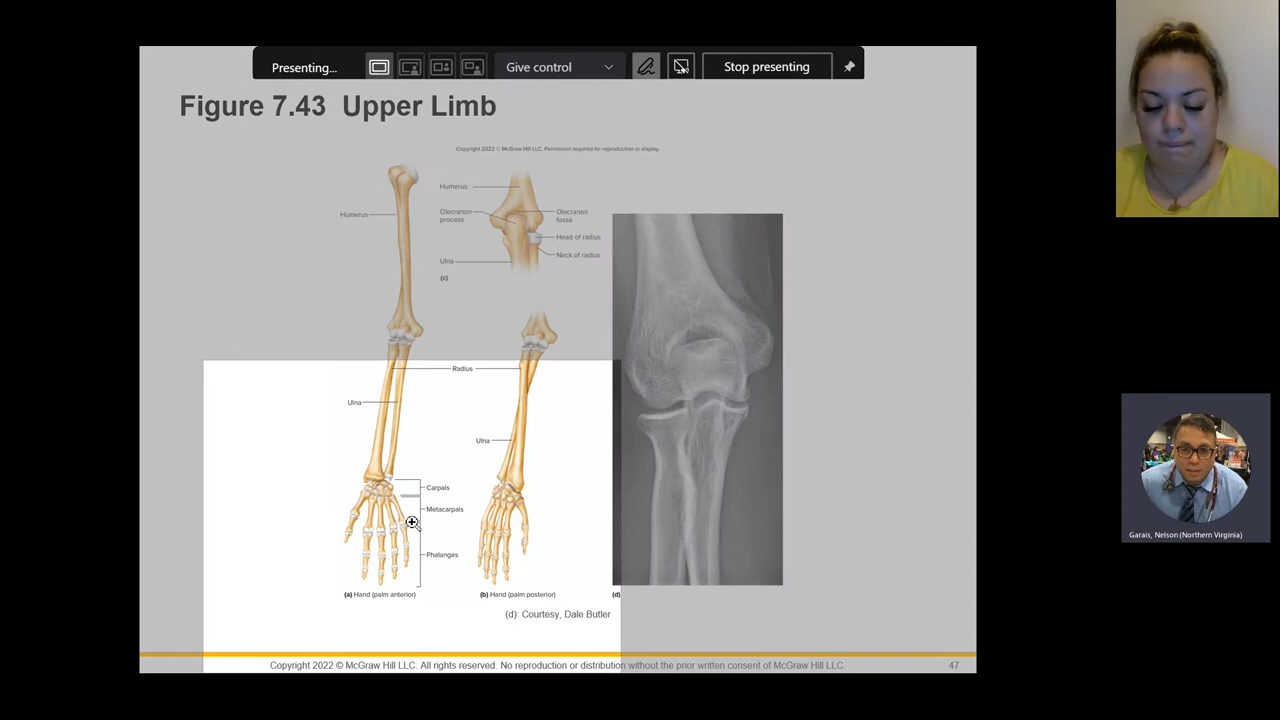 Presenting...
Give control
Stop presenting
Figure 7.43 Upper Limb
Copyright 2022 © McGraw Hill LLC. Permission required for reproduction or display.
Humerus
Humerus
Olecranon
process
Olecranon
fossa
Head of radius
Neck of radius
Ulna
(c)
Radius
Ulna
Ulna
Carpals
Metacarpals
Phalanges
(a) Hand (palm anterior)
(b) Hand (palm posterior)
(d)
(d): Courtesy, Dale Butler
Copyright 2022 © McGraw Hill LLC. All rights reserved. No reproduction or distribution without the prior written consent of McGraw Hill LLC.
47
Garais, Nelson (Northern Virginia)